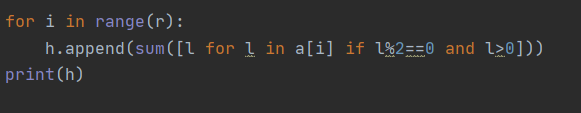 for i in range(r):
    h.append(sum([l for l in a[i] if l%2==0 and l>0]))
print(h)